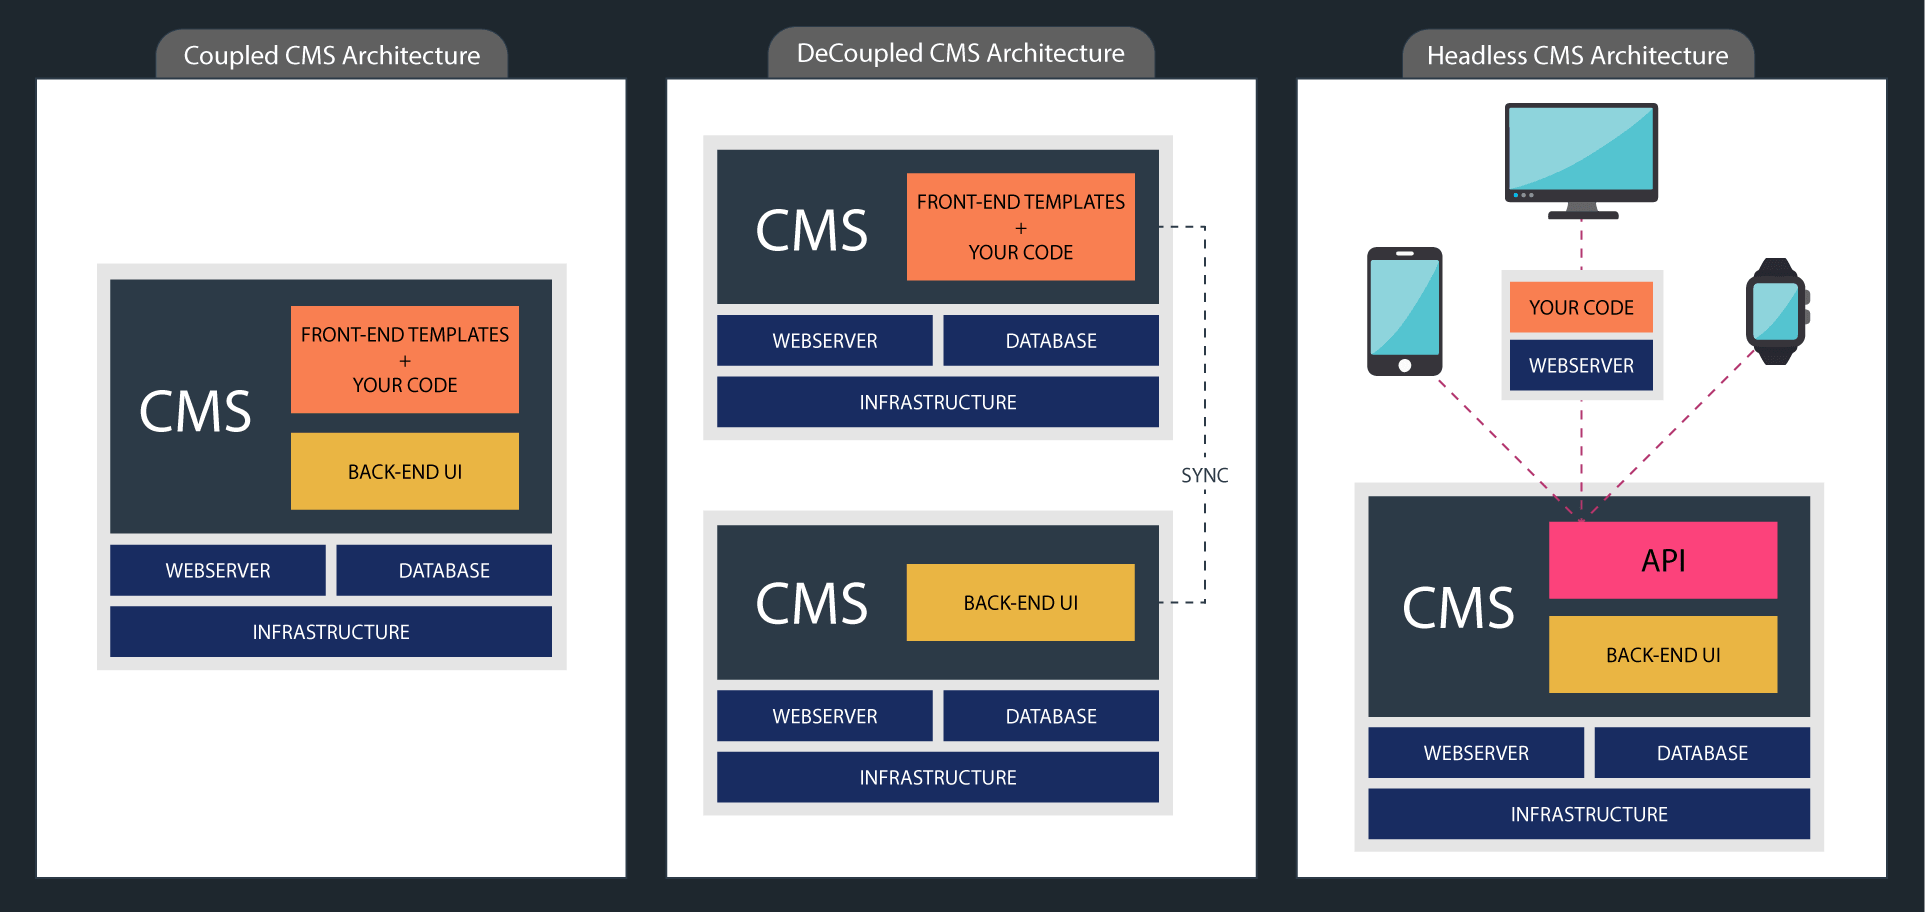 Coupled CMS Architecture
CMS
FRONT-END TEMPLATES
+
YOUR CODE
BACK-END UI
WEBSERVER
DATABASE
INFRASTRUCTURE
DeCoupled CMS Architecture
CMS
FRONT-END TEMPLATES
+
YOUR CODE
WEBSERVER
DATABASE
INFRASTRUCTURE
SYNC
CMS
BACK-END UI
WEBSERVER
DATABASE
INFRASTRUCTURE
Headless CMS Architecture
YOUR CODE
WEBSERVER
CMS
API
BACK-END UI
WEBSERVER
DATABASE
INFRASTRUCTURE